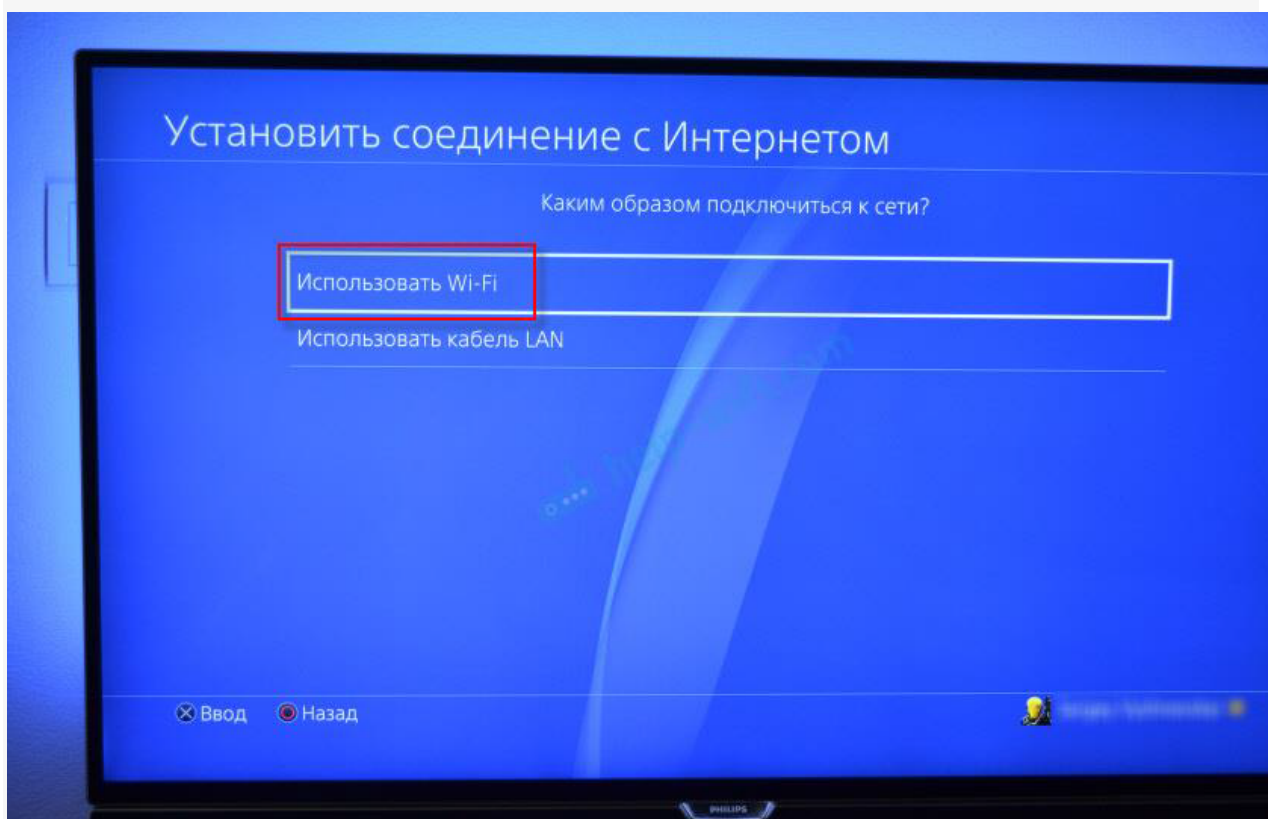 Установить соединение с Интернетом
Каким образом подключиться к сети?
Использовать Wi-Fi
Использовать кабель LAN
Ввод Назад
PHILIPS